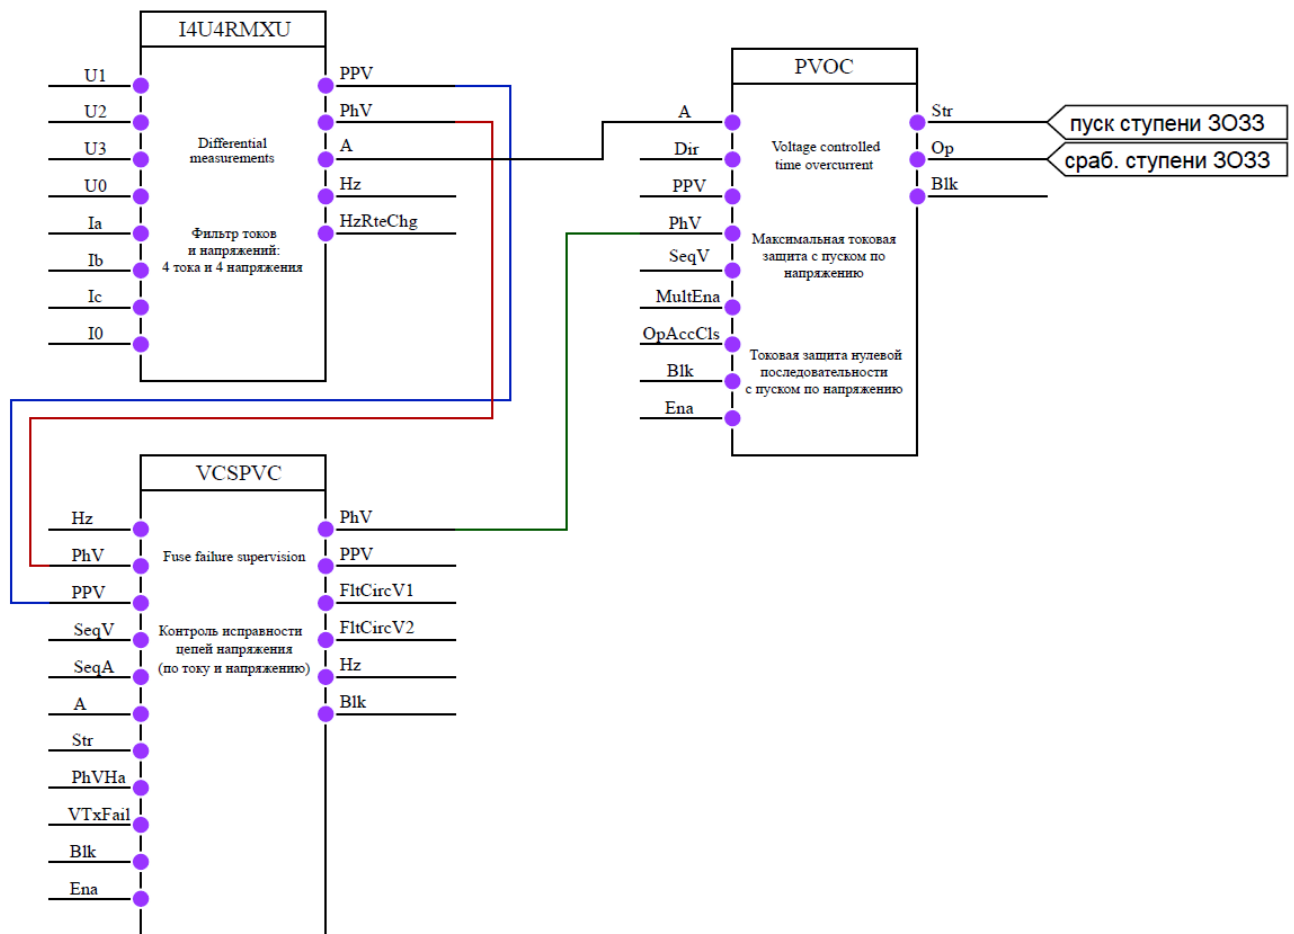 I4U4RMXU
U1
U2
U3
U0
Ia
Ib
Ic
I0
Differential
measurements
Фильтр токов
и напряжений:
4 тока и 4 напряжения
PPV
PhV
A
Hz
HzRteChg
PVOC
A
Dir
PPV
PhV
SeqV
MultEna
OpAccCls
Blk
Ena
Voltage controlled
time overcurrent
Максимальная токовая
защита с пуском по
напряжению
Токовая защита нулевой
последовательности
с пуском по напряжению
Str
Op
Blk
пуск ступени ЗОЗЗ
сраб. ступени ЗОЗЗ
VCSPVC
Hz
PhV
PPV
SeqV
SeqA
A
Str
PhVHa
VTxFail
Blk
Ena
Fuse failure supervision
Контроль исправности
цепей напряжения
(по току и напряжению)
PhV
PPV
FltCircV1
FltCircV2
Hz
Blk